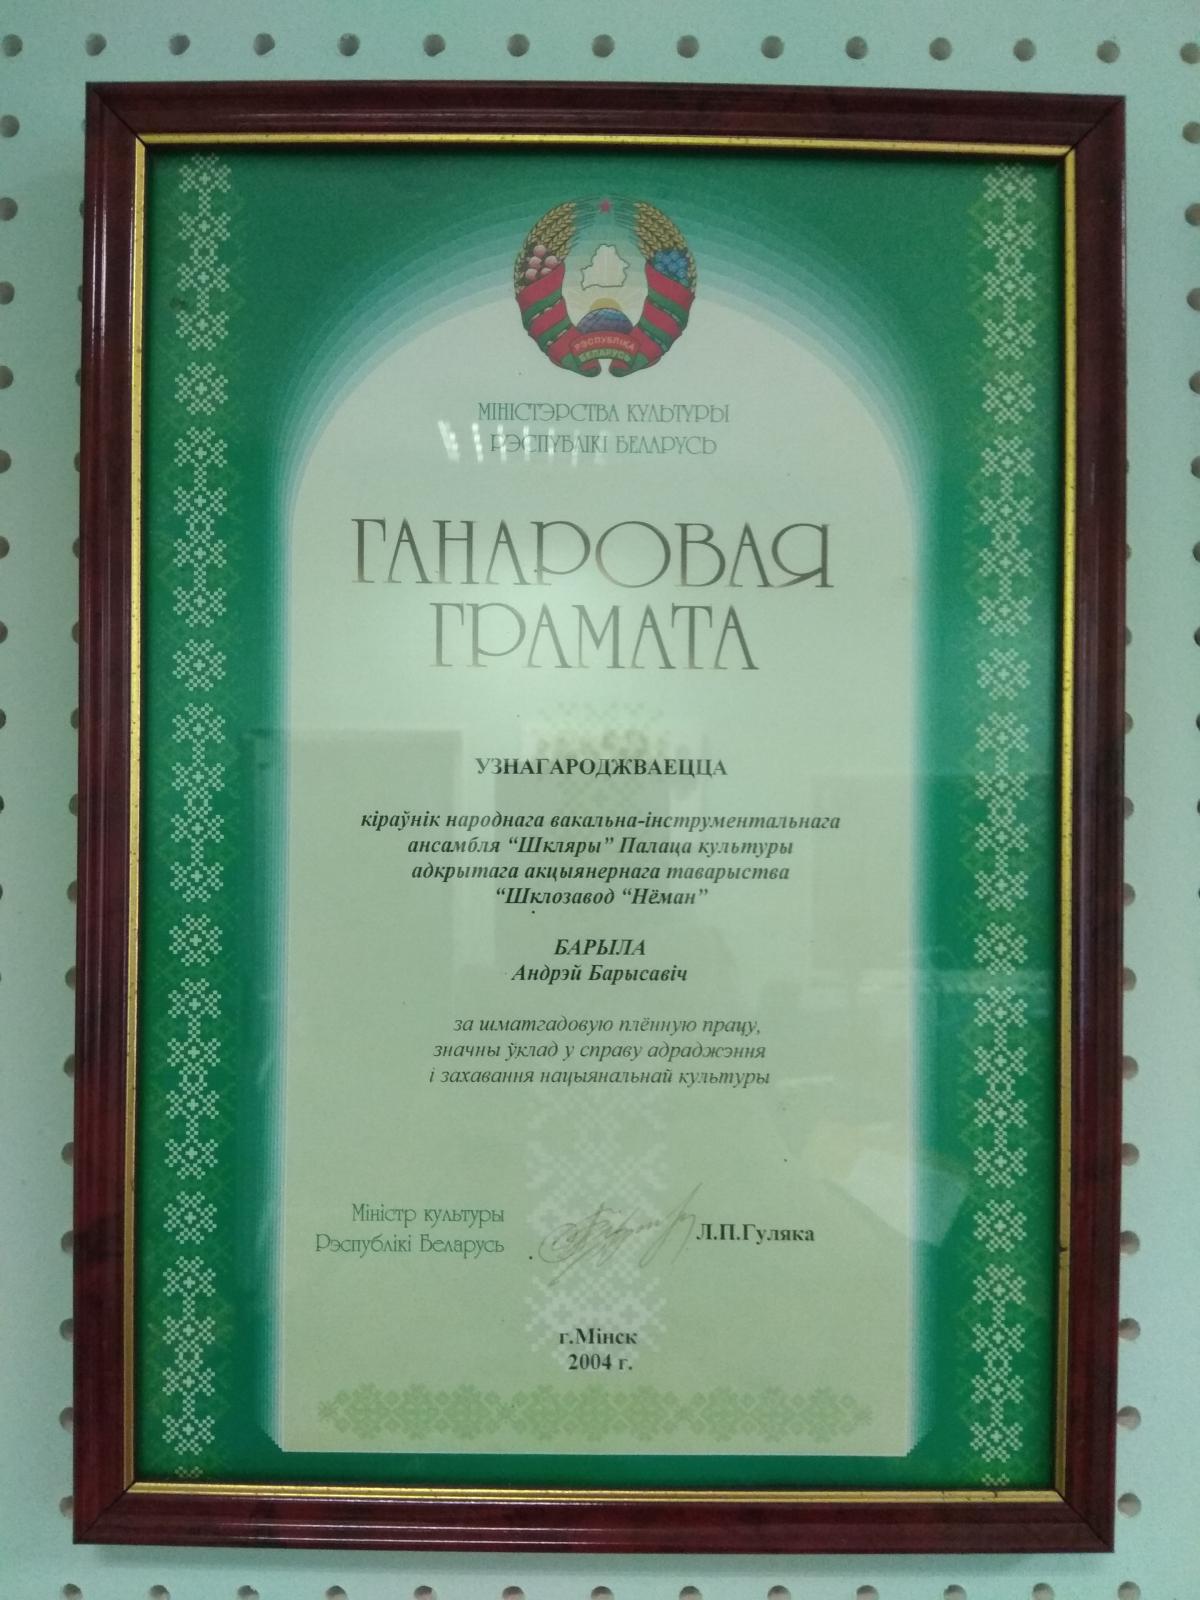 РЭСПУБЛІКА
БЕЛАРУСЬ
МІНІСТЭРСТВА КУЛЬТУРЫ
РЭСПУБЛІКІ БЕЛАРУСЬ
ГАНАРОВАЯ
ГРАМАТА
УЗНАГАРОДЖВАЕЦЦА
кіраўнік народнага вакальна-інструментальнага
ансамбля “Шкляры” Палаца культуры
адкрытага акцыянернага таварыства
“Шклозавод “Нёман”
БАРЫЛА
Андрэй Барысавіч
за шматгадовую плённую працу,
значны ўклад у справу адраджэння
і захавання нацыянальнай культуры
Міністр культуры
Рэспублікі Беларусь
Л.П.Гуляка
г.Мінск
2004 г.